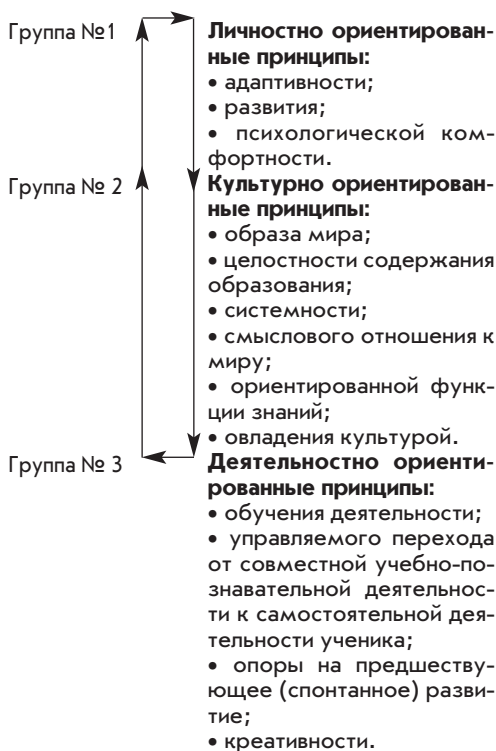 Группа №1 Личностно ориентирован-
ные принципы:
• адаптивности;
• развития;
• психологической ком-
фортности.
Группа № 2 Культурно ориентирован-
ные принципы:
• образа мира;
• целостности содержания
образования;
• системности;
• смыслового отношения к
миру;
• ориентированной функ-
ции знаний;
• овладения культурой.
Группа № 3 Деятельностно ориенти-
рованные принципы:
• обучения деятельности;
• управляемого перехода
от совместной учебно-по-
знавательной деятельнос-
ти к самостоятельной дея-
тельности ученика;
• опоры на предшеству-
ющее (спонтанное) разви-
тие;
• креативности.